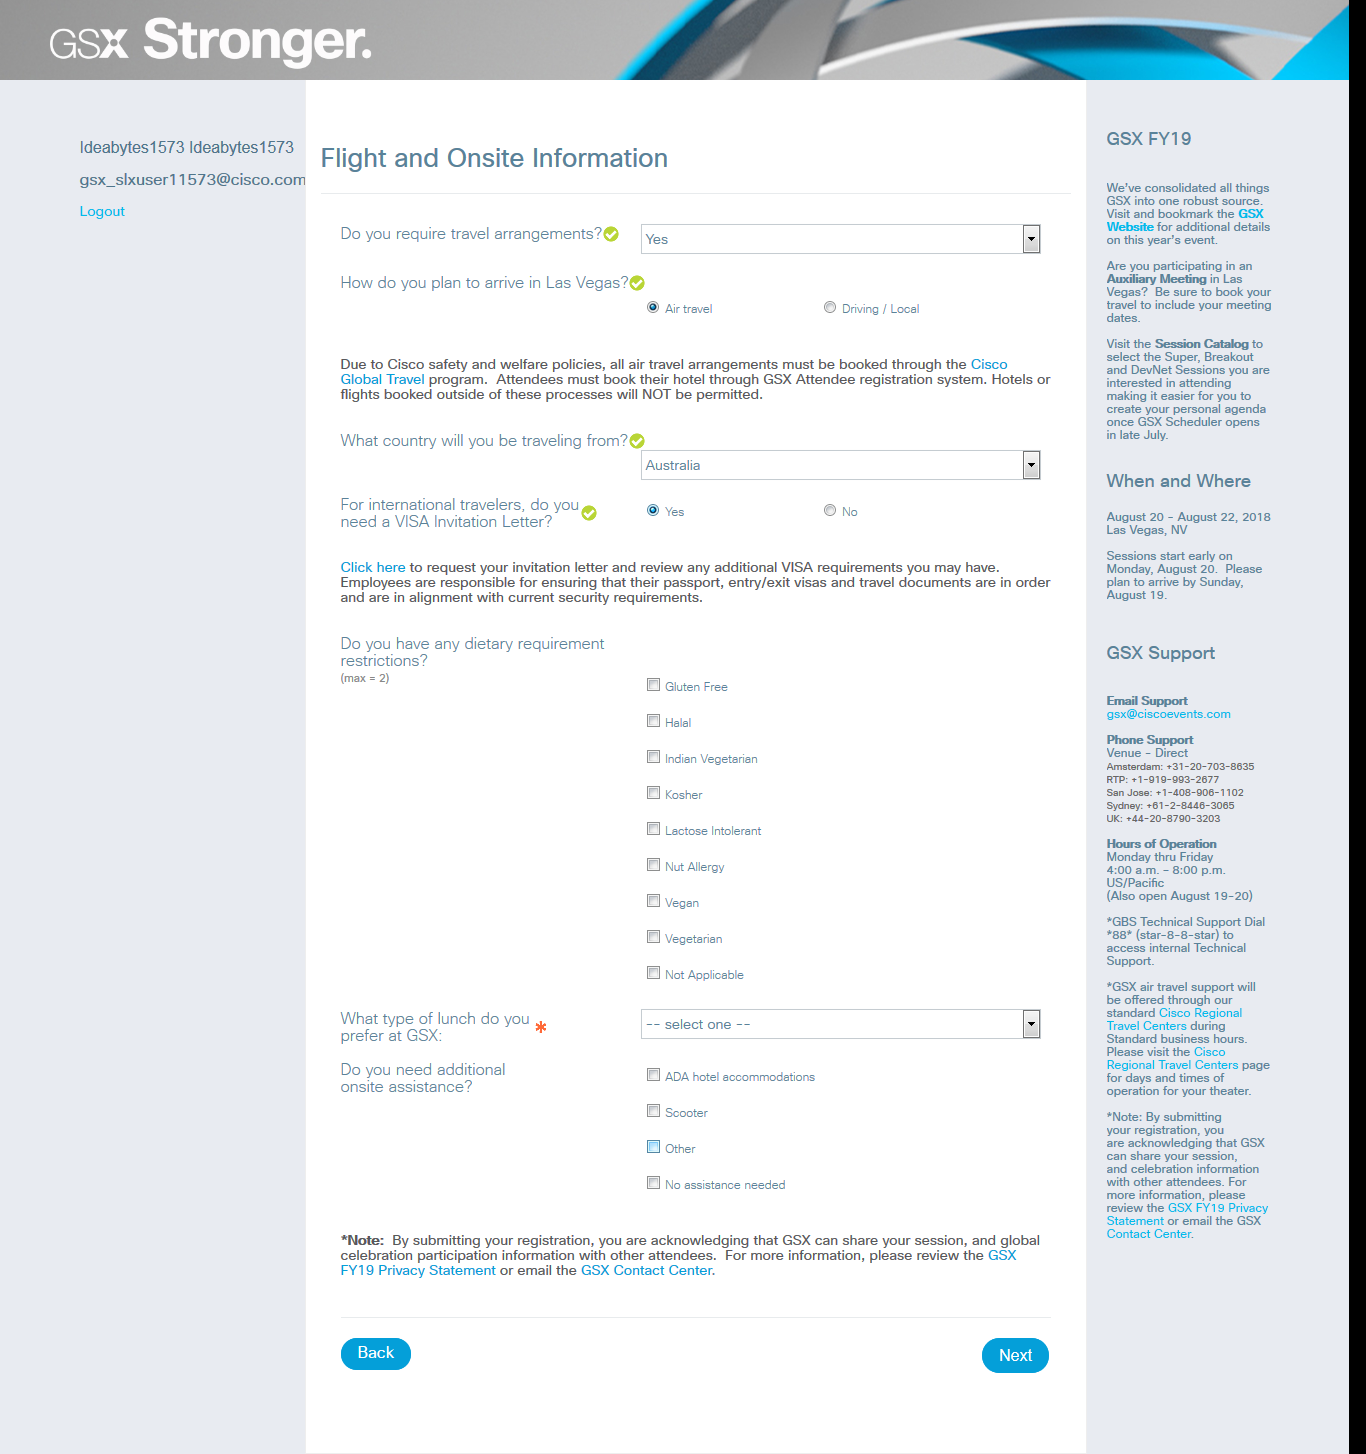 GSX Stronger.
Ideabytes1573 Ideabytes1573
gsx_slxuser11573@cisco.com
Logout
Flight and Onsite Information
Do you require travel arrangements?
Yes
How do you plan to arrive in Las Vegas?
Air travel
Driving / Local
Due to Cisco safety and welfare policies, all air travel arrangements must be booked through the Cisco
Global Travel program.  Attendees must book their hotel through GSX Attendee registration system. Hotels or
flights booked outside of these processes will NOT be permitted.
What country will you be traveling from?
Australia
For international travelers, do you
need a VISA Invitation Letter?
Yes
No
Click here to request your invitation letter and review any additional VISA requirements you may have.
Employees are responsible for ensuring that their passport, entry/exit visas and travel documents are in order
and are in alignment with current security requirements.
Do you have any dietary requirement
restrictions?
(max = 2)
Gluten Free
Halal
Indian Vegetarian
Kosher
Lactose Intolerant
Nut Allergy
Vegan
Vegetarian
Not Applicable
What type of lunch do you
prefer at GSX:
-- select one --
Do you need additional
onsite assistance?
ADA hotel accommodations
Scooter
Other
No assistance needed
*Note:  By submitting your registration, you are acknowledging that GSX can share your session, and global
celebration participation information with other attendees.  For more information, please review the GSX
FY19 Privacy Statement or email the GSX Contact Center.
Back
Next
GSX FY19
We've consolidated all things
GSX into one robust source.
Visit and bookmark the GSX
Website for additional details
on this year's event.
Are you participating in an
Auxiliary Meeting in Las
Vegas?  Be sure to book your
travel to include your meeting
dates.
Visit the Session Catalog to
select the Super, Breakout
and DevNet Sessions you are
interested in attending
making it easier for you to
create your personal agenda
once GSX Scheduler opens
in late July.
When and Where
August 20 - August 22, 2018
Las Vegas, NV
Sessions start early on
Monday, August 20.  Please
plan to arrive by Sunday,
August 19.
GSX Support
Email Support
gsx@ciscoevents.com
Phone Support
Venue - Direct
Amsterdam: +31-20-703-8635
RTP: +1-919-993-2677
San Jose: +1-408-906-1102
Sydney: +61-2-8446-3065
UK: +44-20-8790-3203
Hours of Operation
Monday thru Friday
4:00 a.m. - 8:00 p.m.
US/Pacific
(Also open August 19-20)
*GBS Technical Support Dial
*88* (star-8-8-star) to
access internal Technical
Support.
*GSX air travel support will
be offered through our
standard Cisco Regional
Travel Centers during
Standard business hours.
Please visit the Cisco
Regional Travel Centers page
for days and times of
operation for your theater.
*Note: By submitting
your registration, you
are acknowledging that GSX
can share your session,
and celebration information
with other attendees. For
more information, please
review the GSX FY19 Privacy
Statement or email the GSX
Contact Center.